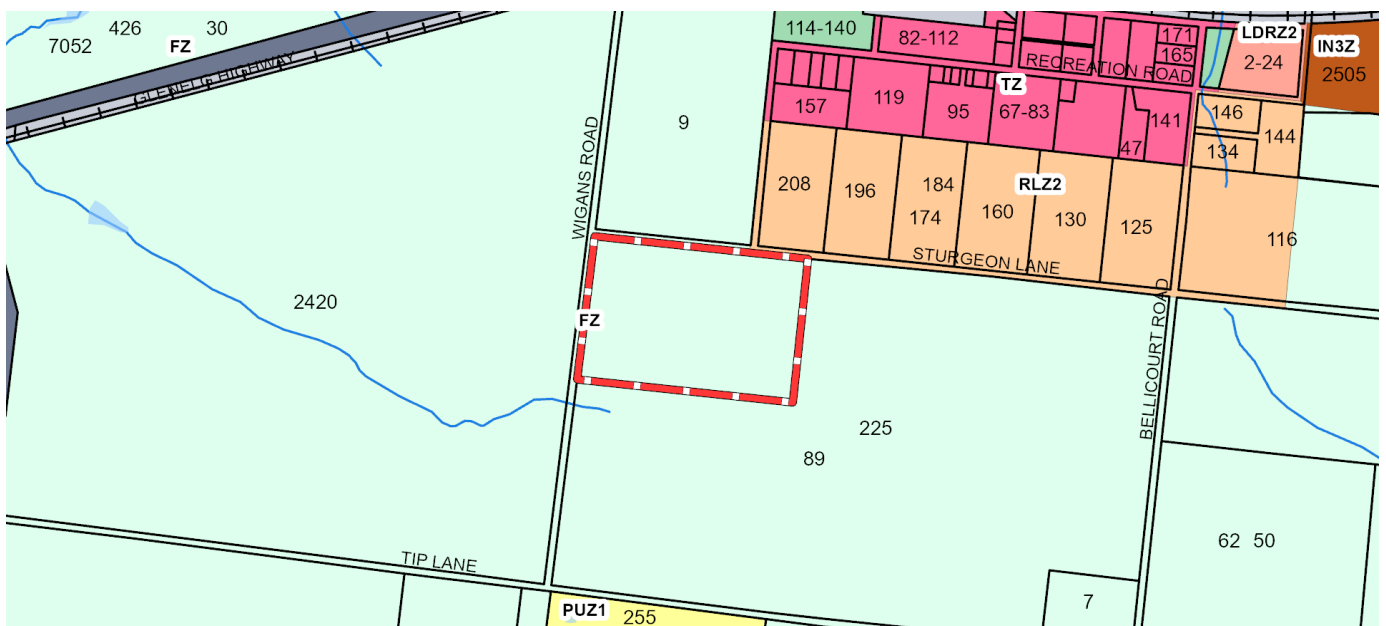 7052
426
FZ
30
GLENELG HIGHWAY
114-140
82-112
171
165
LDRZ2
2-24
IN3Z
2505
RECREATION ROAD
TZ
157
119
95
67-83
47
141
146
134
144
9
WIGANS ROAD
208
196
184
174
160
RLZ2
130
125
116
STURGEON LANE
2420
FZ
BELLICOURT ROAD
225
89
62 50
TIP LANE
7
PUZ1
255